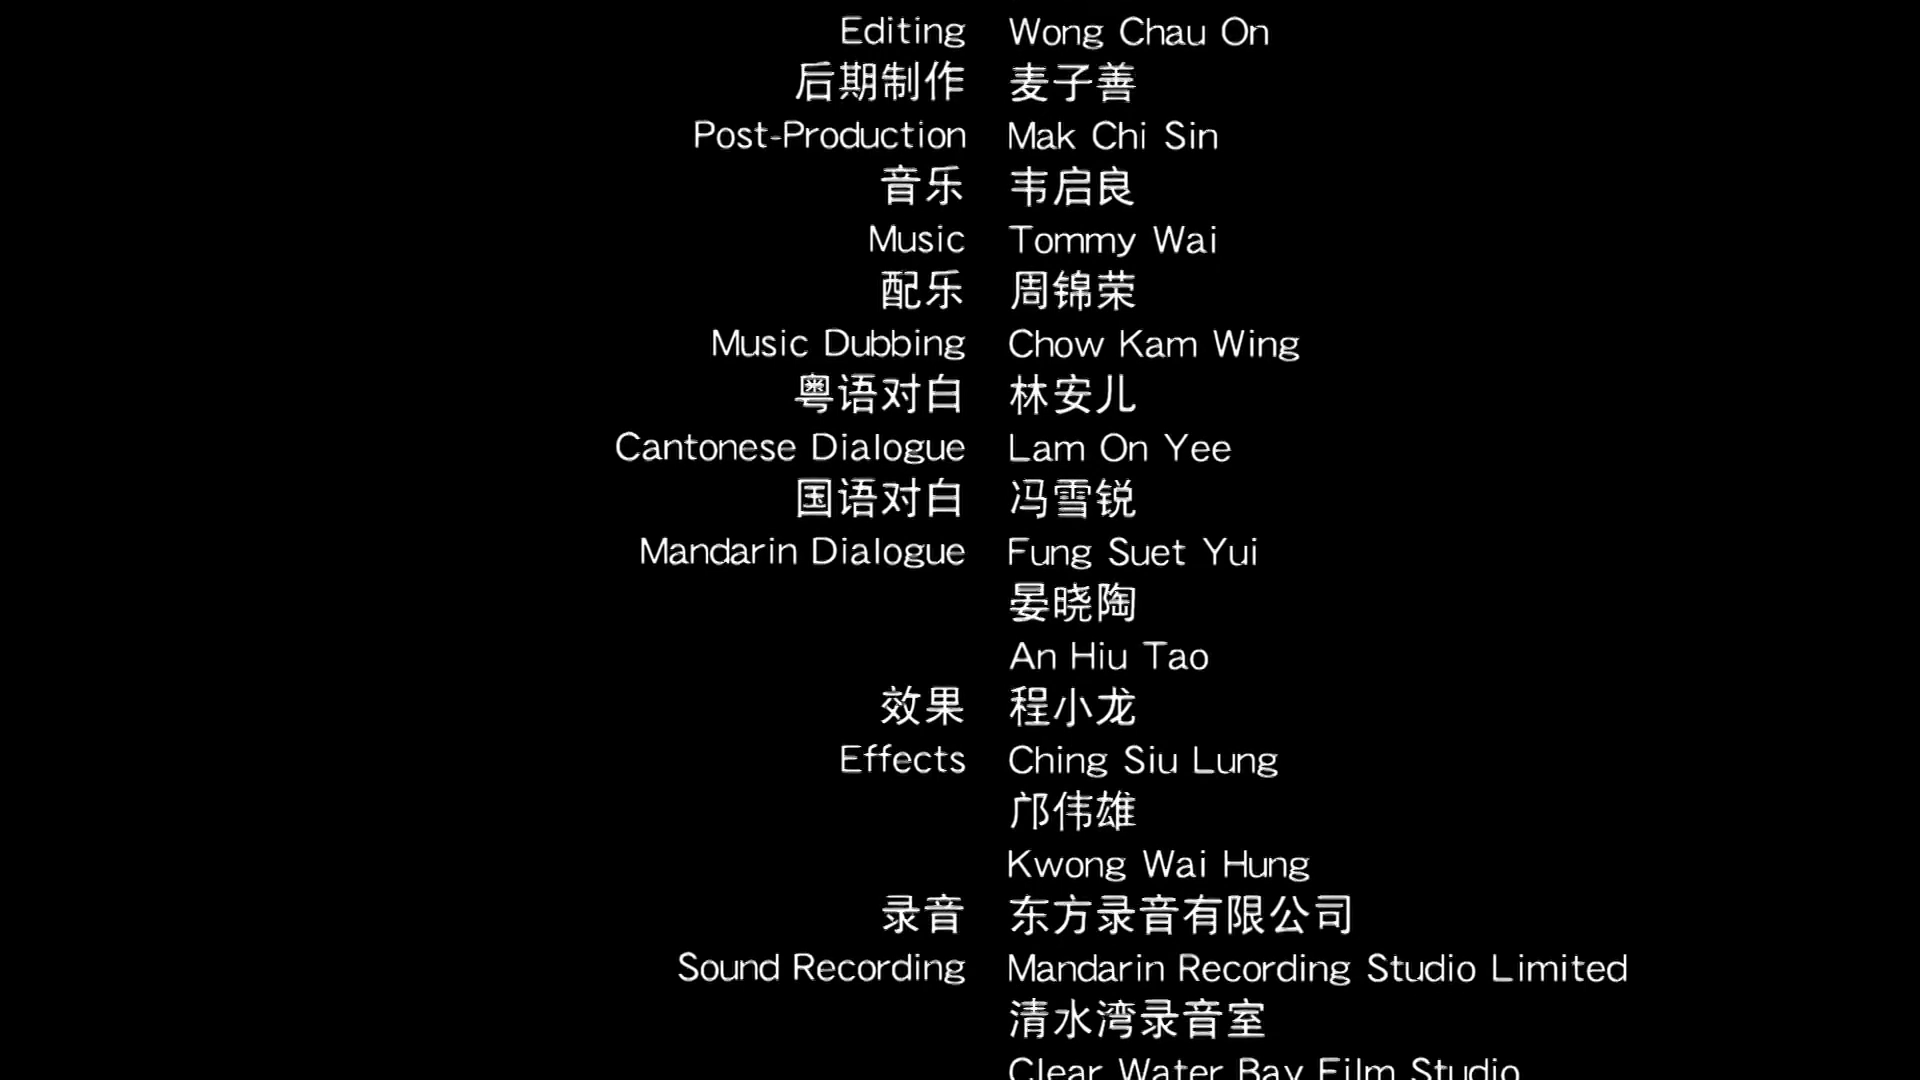 Editing Wong Chau On
后期制作 麦子善
Post-Production Mak Chi Sin
音乐 韦启良
Music Tommy Wai
配乐 周锦荣
Music Dubbing Chow Kam Wing
粤语对白 林安儿
Cantonese Dialogue Lam On Yee
国语对白 冯雪锐
Mandarin Dialogue Fung Suet Yui
晏晓陶
An Hiu Tao
效果 程小龙
Effects Ching Siu Lung
邝伟雄
Kwong Wai Hung
录音 东方录音有限公司
Sound Recording Mandarin Recording Studio Limited
清水湾录音室
Clear Water Bay Film Studio